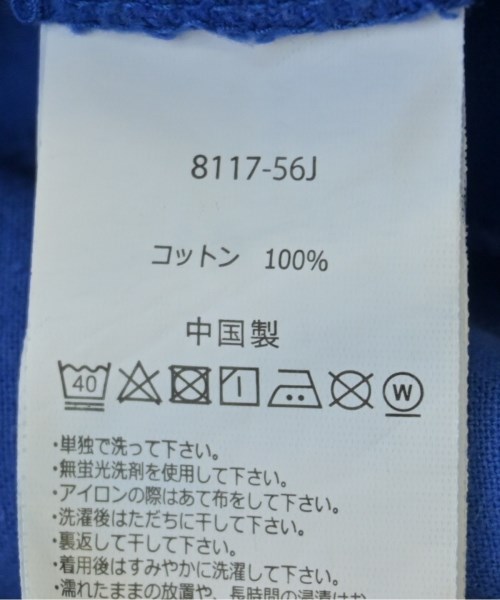 8117-56J
コットン 100%
中国製
40 W
・単独で洗って下さい。
・無蛍光洗剤を使用して下さい。
・アイロンの際はあて布をして下さい。
・洗濯後はただちに干して下さい。
・裏返して干して下さい。
・着用後はすみやかに洗濯して下さい。
・濡れたままの放置や、長時間の浸漬はお